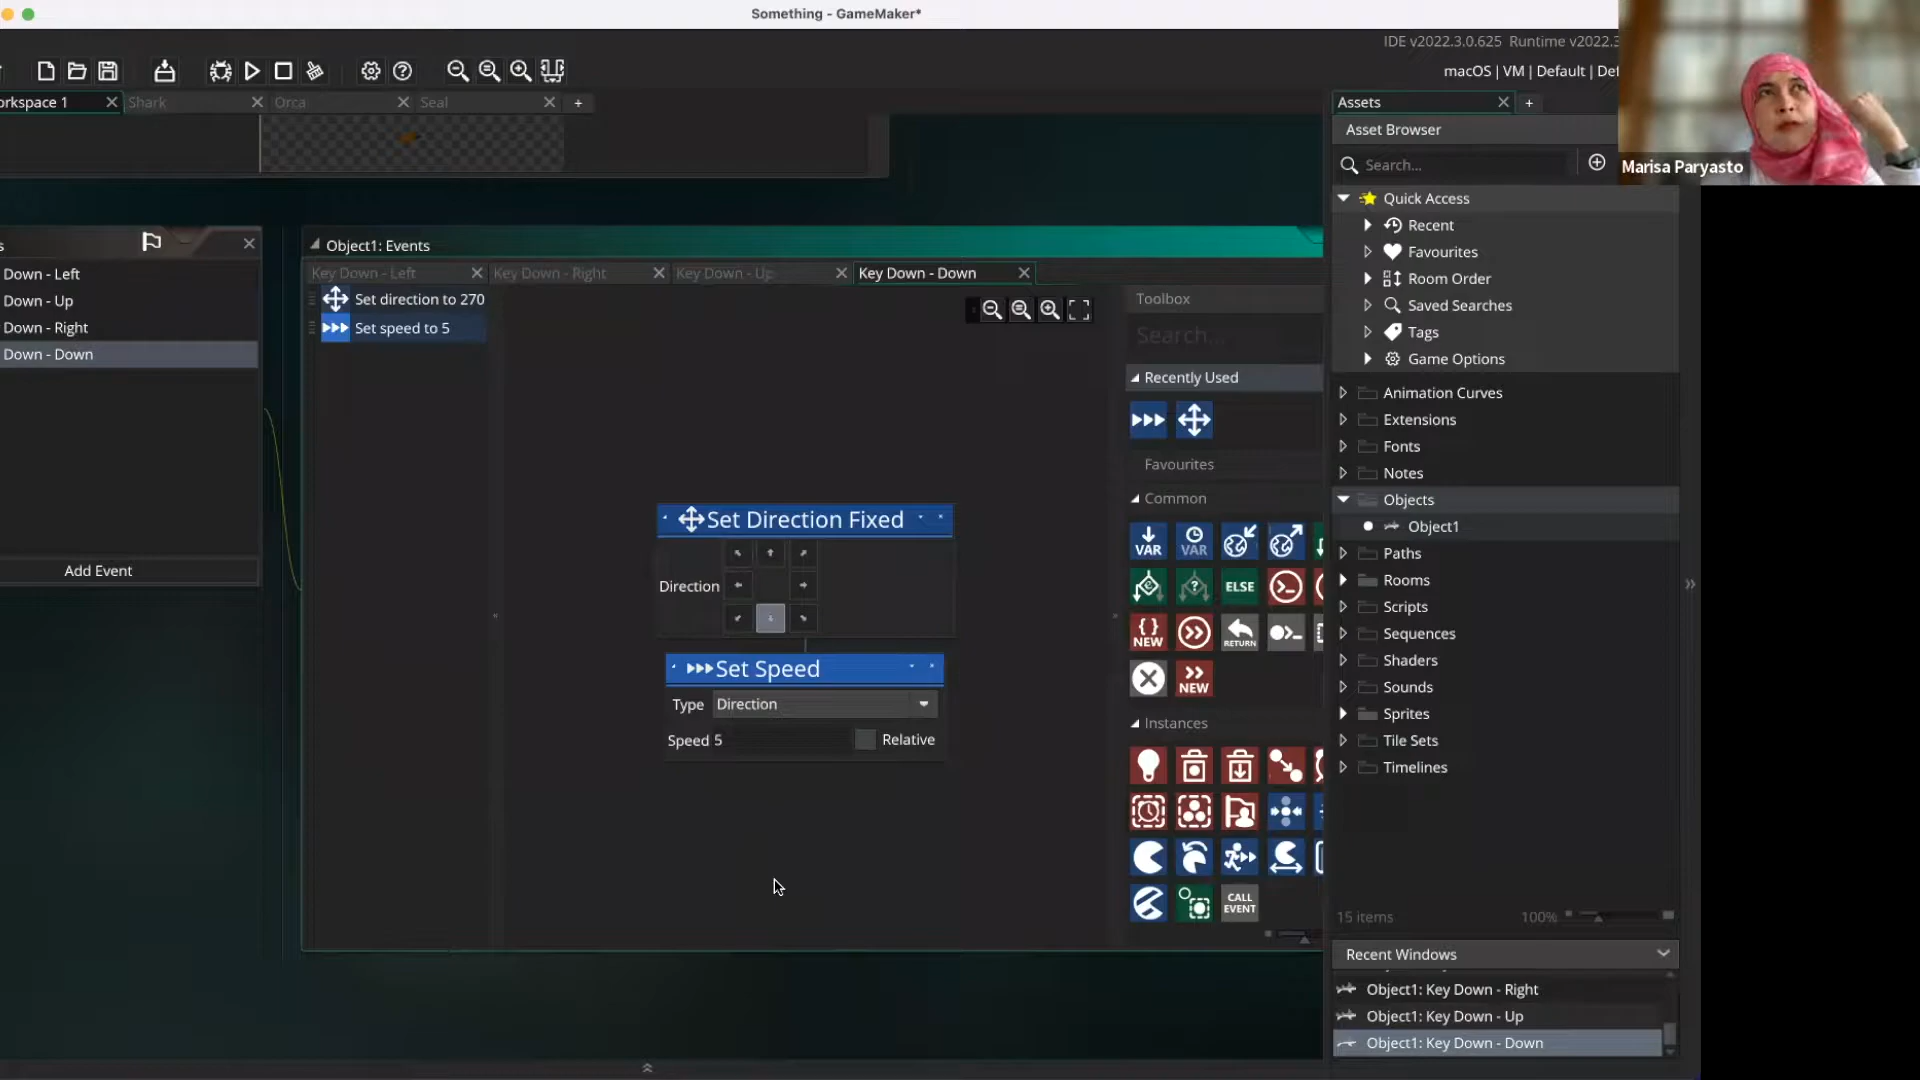 Something - GameMaker*
IDE v2022.3.0.625 Runtime v2022.3
macOS | VM | Default | Def
orkspace 1
Shark
Orca
Seal
Assets
Asset Browser
Search...
Marisa Paryasto
Quick Access
Recent
Favourites
Room Order
Saved Searches
Tags
Game Options
Animation Curves
Extensions
Fonts
Notes
Objects
Object1
Paths
Rooms
Scripts
Sequences
Shaders
Sounds
Sprites
Tile Sets
Timelines
15 items
100%
Recent Windows
Object1: Key Down - Right
Object1: Key Down - Up
Object1: Key Down - Down
s
Down - Left
Down - Up
Down - Right
Down - Down
Add Event
Object1: Events
Key Down - Left
Key Down - Right
Key Down - Up
Key Down - Down
Set direction to 270
Set speed to 5
Set Direction Fixed
Direction
Set Speed
Type Direction
Speed 5
Relative
Toolbox
Search...
Recently Used
Favourites
Common
VAR
VAR
ELSE
NEW
RETURN
NEW
Instances
CALL
EVENT